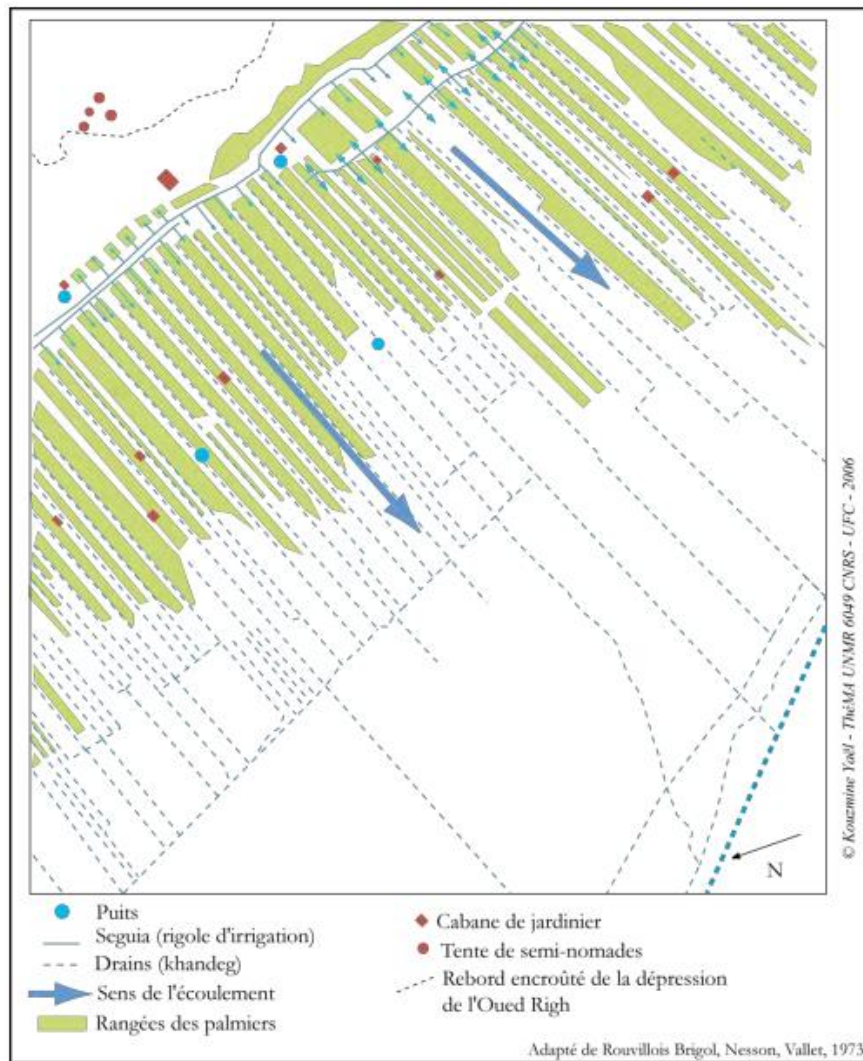 © Kouzmine Yaël - ThéMA UNMR 6049 CNRS - UFC - 2006
N
Puits
Seguia (rigole d'irrigation)
Drains (khandeg)
Sens de l'écoulement
Rangées des palmiers
Cabane de jardinier
Tente de semi-nomades
Rebord encroûté de la dépression
de l'Oued Righ
Adapté de Rouvillois Brigol, Nesson, Vallet, 1973